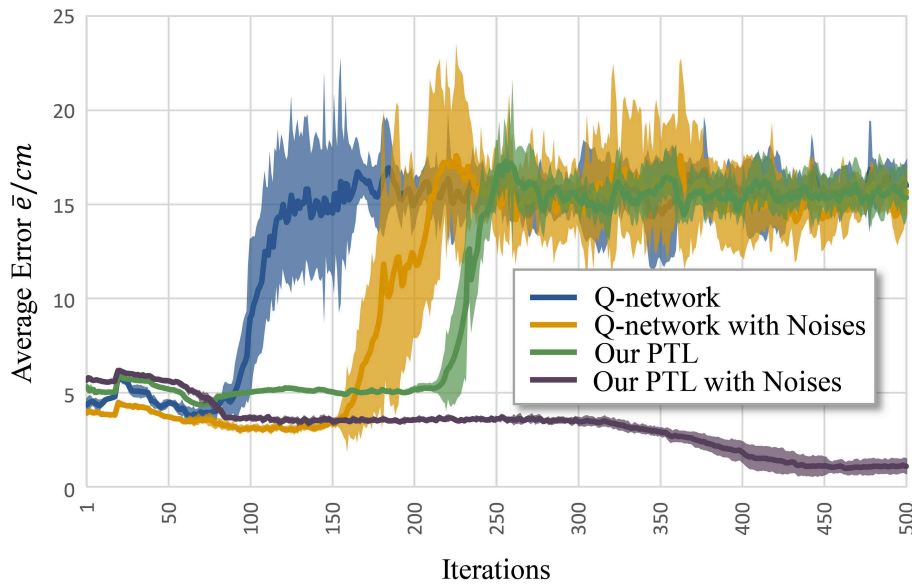 25
20
15
10
5
0
Average Error ē/cm
1
50
100
150
200
250
300
350
400
450
500
Iterations
Q-network
Q-network with Noises
Our PTL
Our PTL with Noises